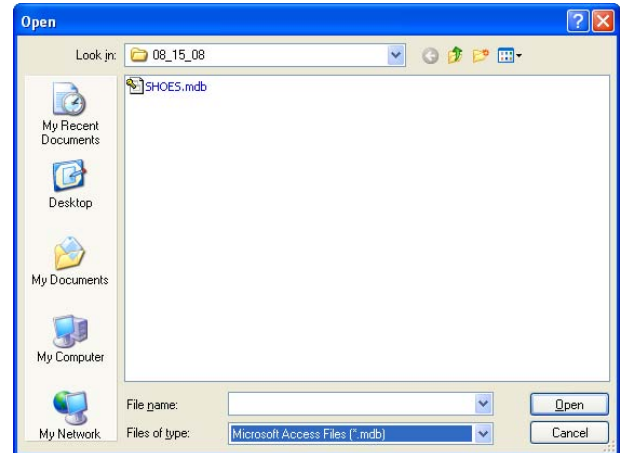 Open
Look in: 08_15_08
SHOES.mdb
My Recent
Documents
Desktop
My Documents
My Computer
My Network
File name:
Open
Files of type: Microsoft Access Files (*.mdb)
Cancel